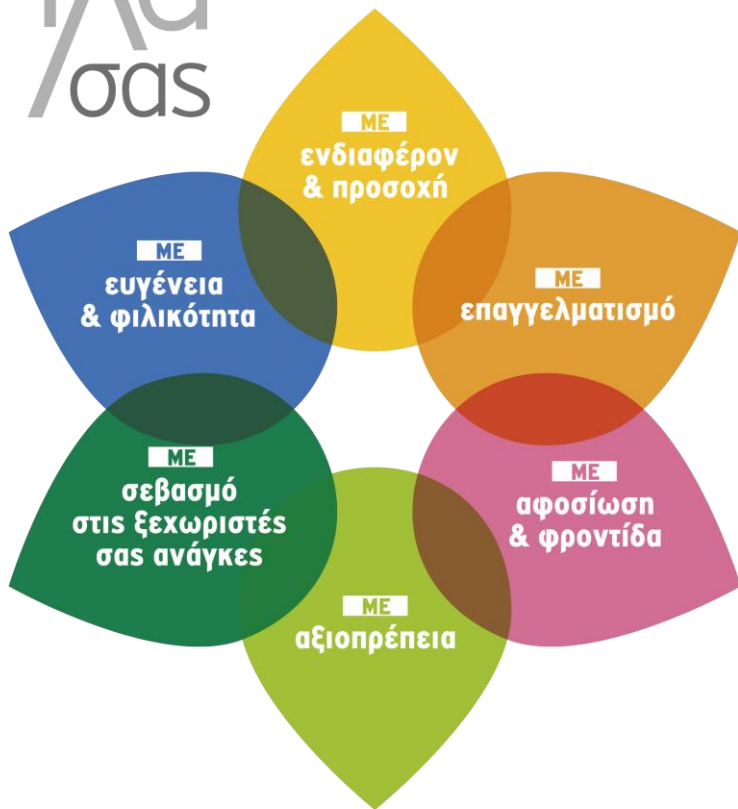 σας
ΜΕ
ενδιαφέρον
& προσοχή
ΜΕ
επαγγελματισμό
ΜΕ
αφοσίωση
& φροντίδα
ΜΕ
αξιοπρέπεια
ΜΕ
σεβασμό
στις ξεχωριστές
σας ανάγκες
ΜΕ
ευγένεια
& φιλικότητα